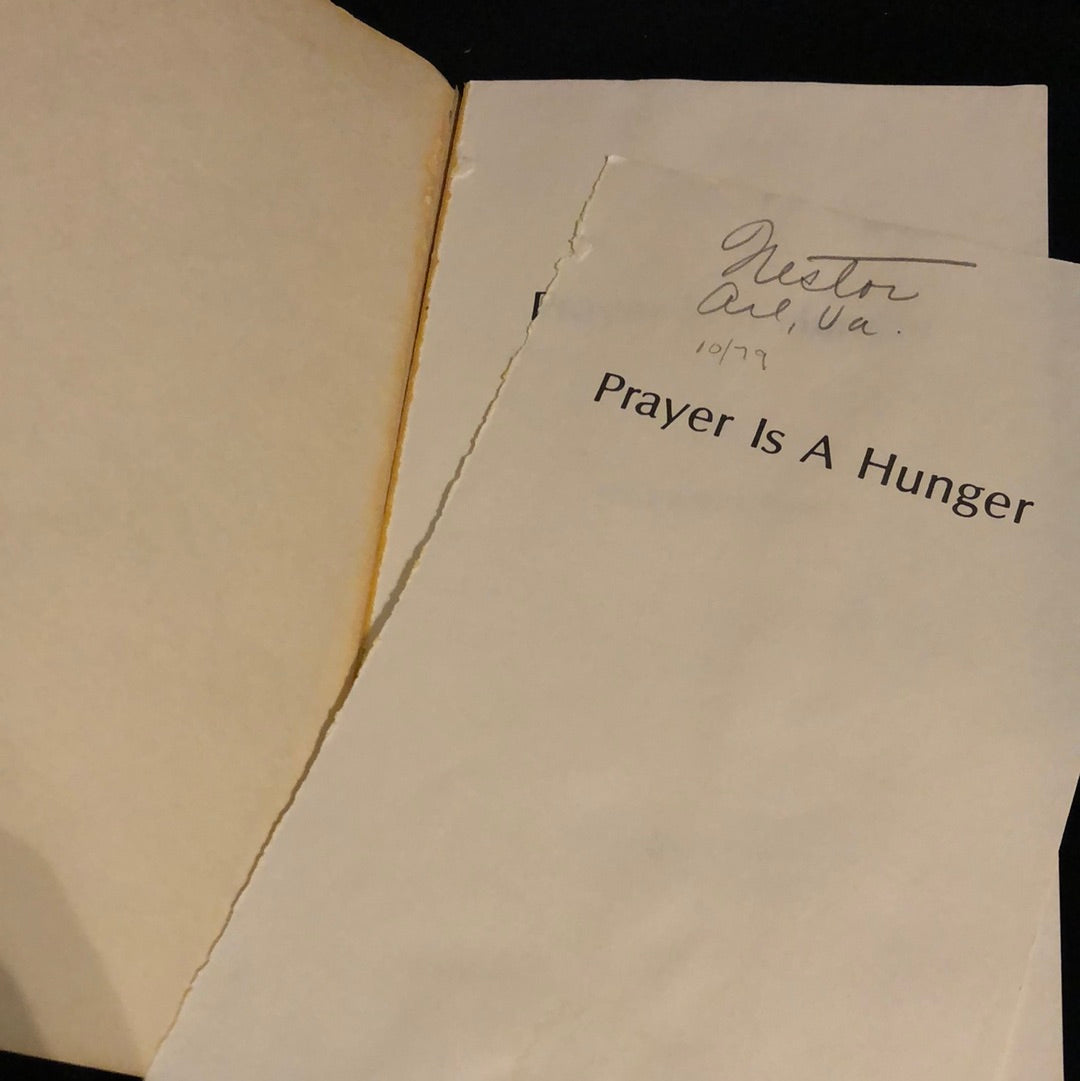 Nestor
Arl, Va.
10/79
Prayer Is A Hunger